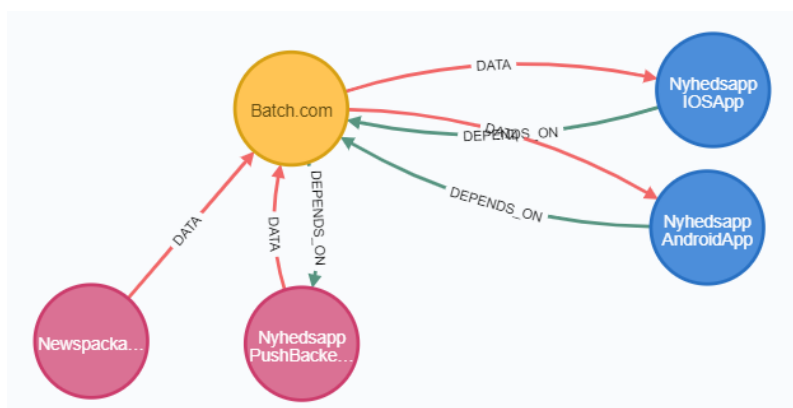 DATA
Nyhedsapp
IOSApp
Batch.com
DATA
DEPENDS_ON
DEPENDS_ON
DEPENDS_ON
DATA
DATA
Nyhedsapp
AndroidApp
Newspacka...
Nyhedsapp
PushBacke...